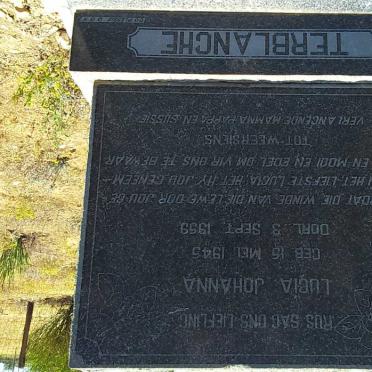 RUS SAG ONS LIEFLING
LUCIA JOHANNA
GEB 16 MEI 1945
OORL. 3 SEPT. 1959
DAT DIE WINDE VAN DIE LEWE OOR JOU GE-
HET LIEFSTE LUCIA, HET HY JOU GENEEM
EN MOOI EN EDEL OM VIR ONS TE BEWAAR
TOT WEERSIENS
VERLANGENDE MAMMA PAPPA EN SUSSIE
TERBLANCHE